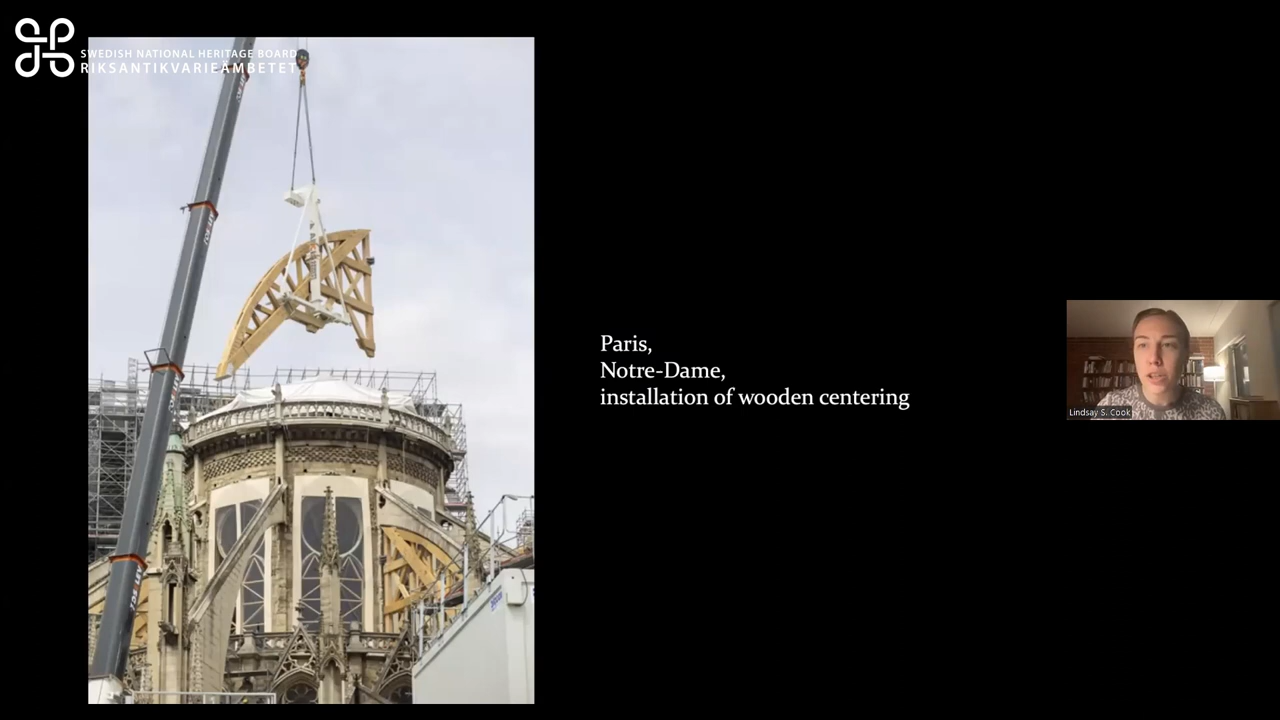 SWEDISH NATIONAL HERITAGE BOARD
RIKSANTIKVARIEÄMBETET
Paris,
Notre-Dame,
installation of wooden centering
Lindsay S. Cook